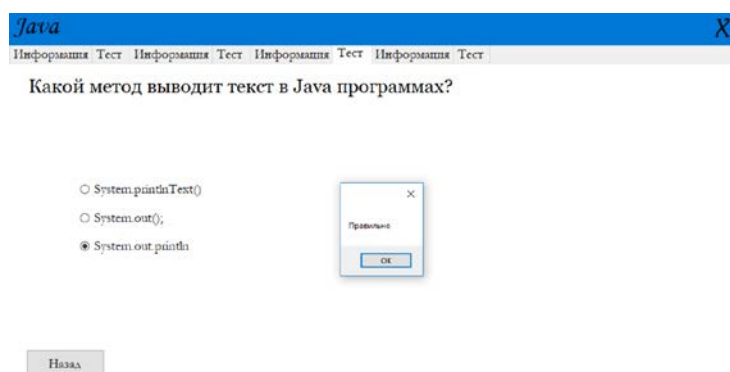 Java X
Информация Тест Информация Тест Информация Тест Информация Тест
Какой метод выводит текст в Java программах?
System.printlnText()
System.out();
System.out.println
Правильно
OK
Назад